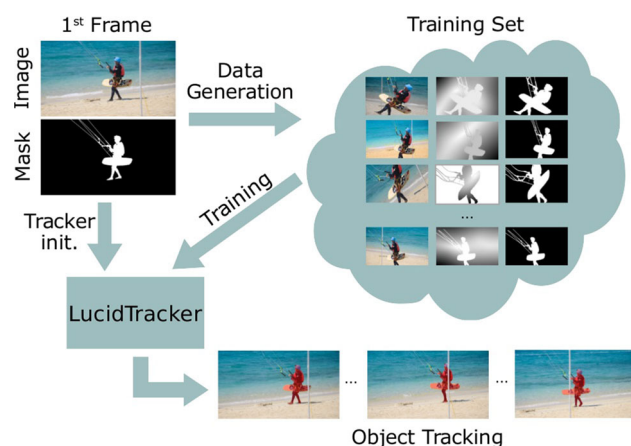 1st Frame
Image
Mask
Data
Generation
Training Set
...
Tracker
init.
Training
LucidTracker
...
...
Object Tracking